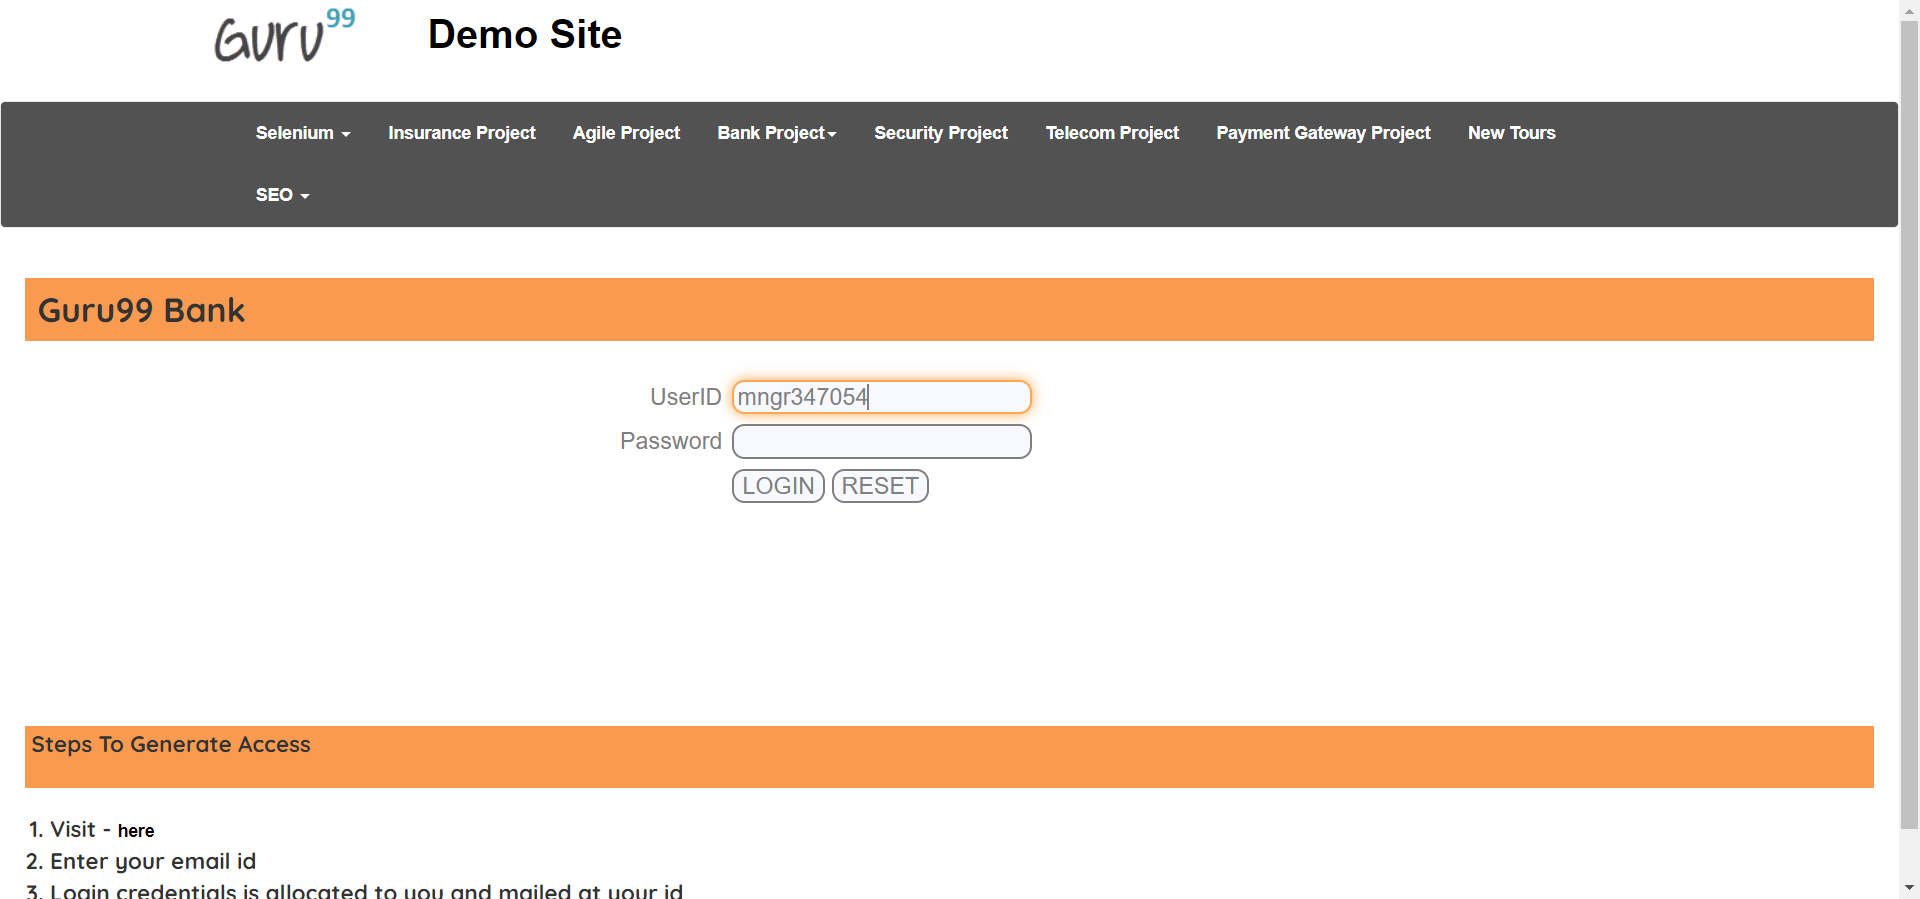 Guru99 Demo Site
Selenium Insurance Project Agile Project Bank Project Security Project Telecom Project Payment Gateway Project New Tours
SEO
Guru99 Bank
UserID mngr347054
Password
LOGIN RESET
Steps To Generate Access
1. Visit - here
2. Enter your email id
3. Login credentials is allocated to you and mailed at your id